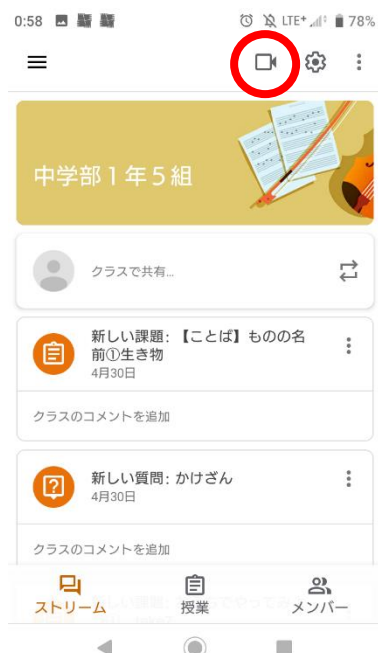 0:58 LTE+ 78%
中学部1年5組
クラスで共有...
新しい課題: 【ことば】ものの名
前①生き物
4月30日
クラスのコメントを追加
新しい質問: かけざん
4月30日
クラスのコメントを追加
ストリーム 授業 メンバー